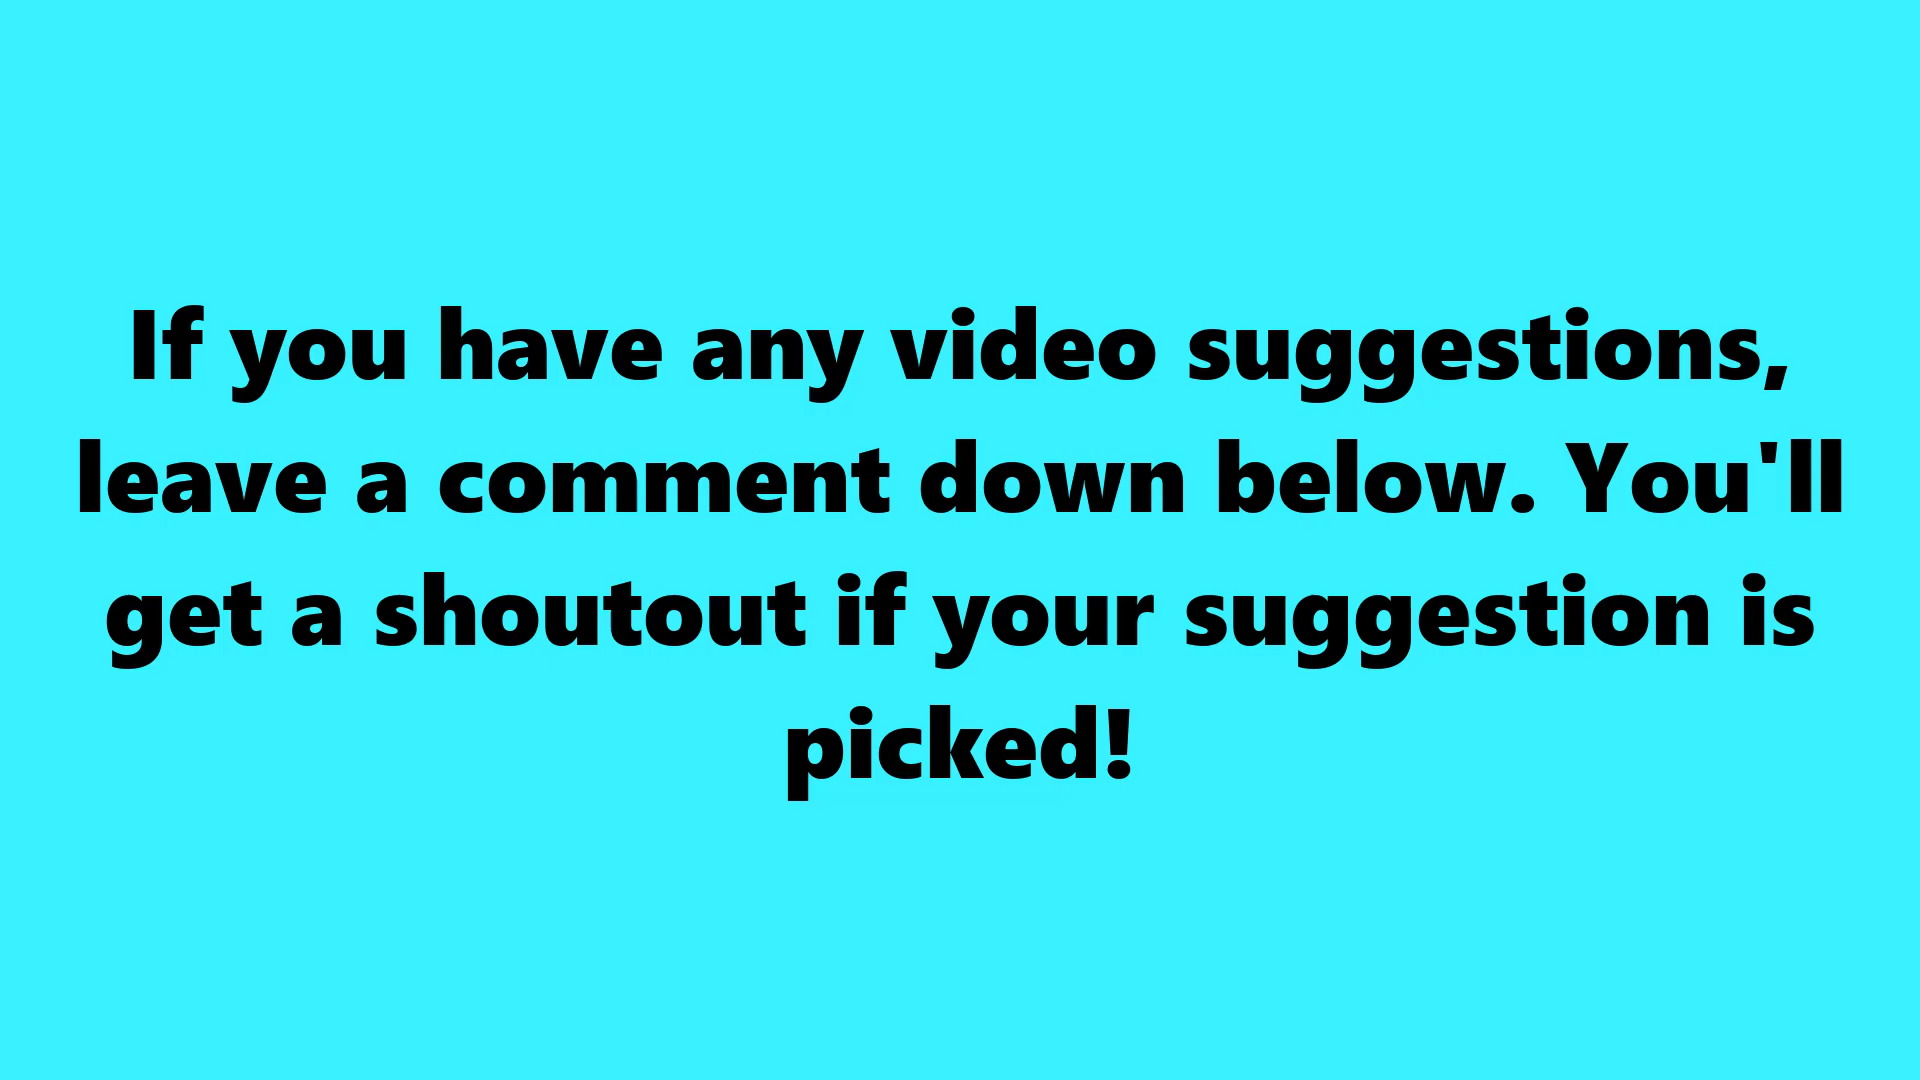 If you have any video suggestions,
leave a comment down below. You'll
get a shoutout if your suggestion is
picked!